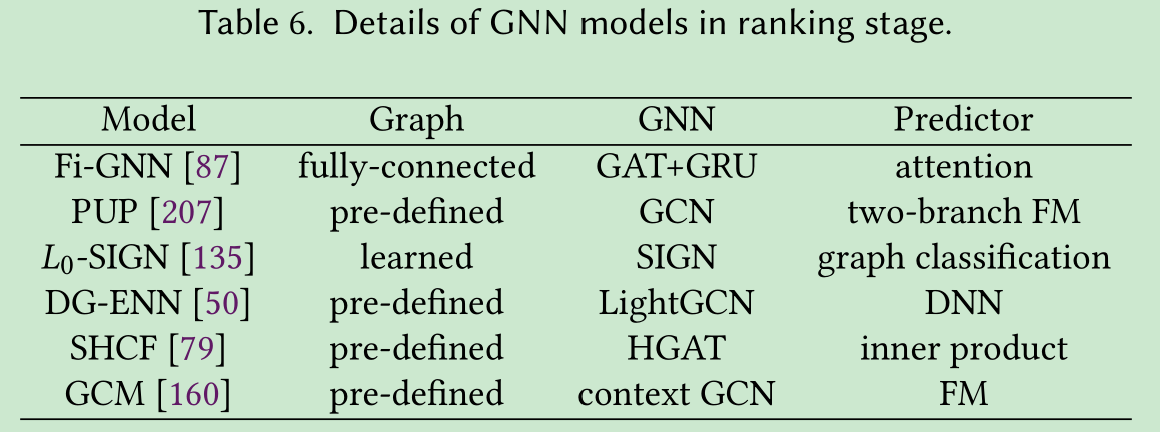 Table 6. Details of GNN models in ranking stage.
Model Graph GNN Predictor
Fi-GNN [87] fully-connected GAT+GRU attention
PUP [207] pre-defined GCN two-branch FM
L0-SIGN [135] learned SIGN graph classification
DG-ENN [50] pre-defined LightGCN DNN
SHCF [79] pre-defined HGAT inner product
GCM [160] pre-defined context GCN FM